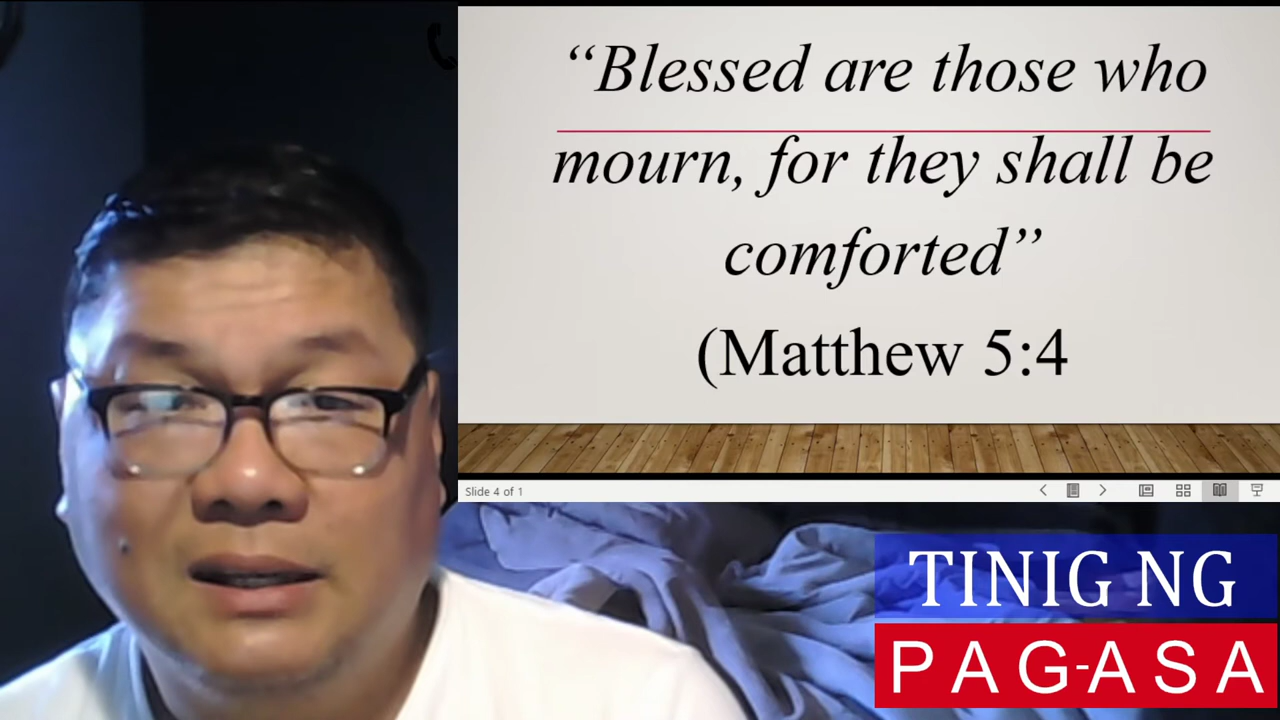 “Blessed are those who
mourn, for they shall be
comforted”
(Matthew 5:4
Slide 4 of 1
TINIG NG
PAG-ASA